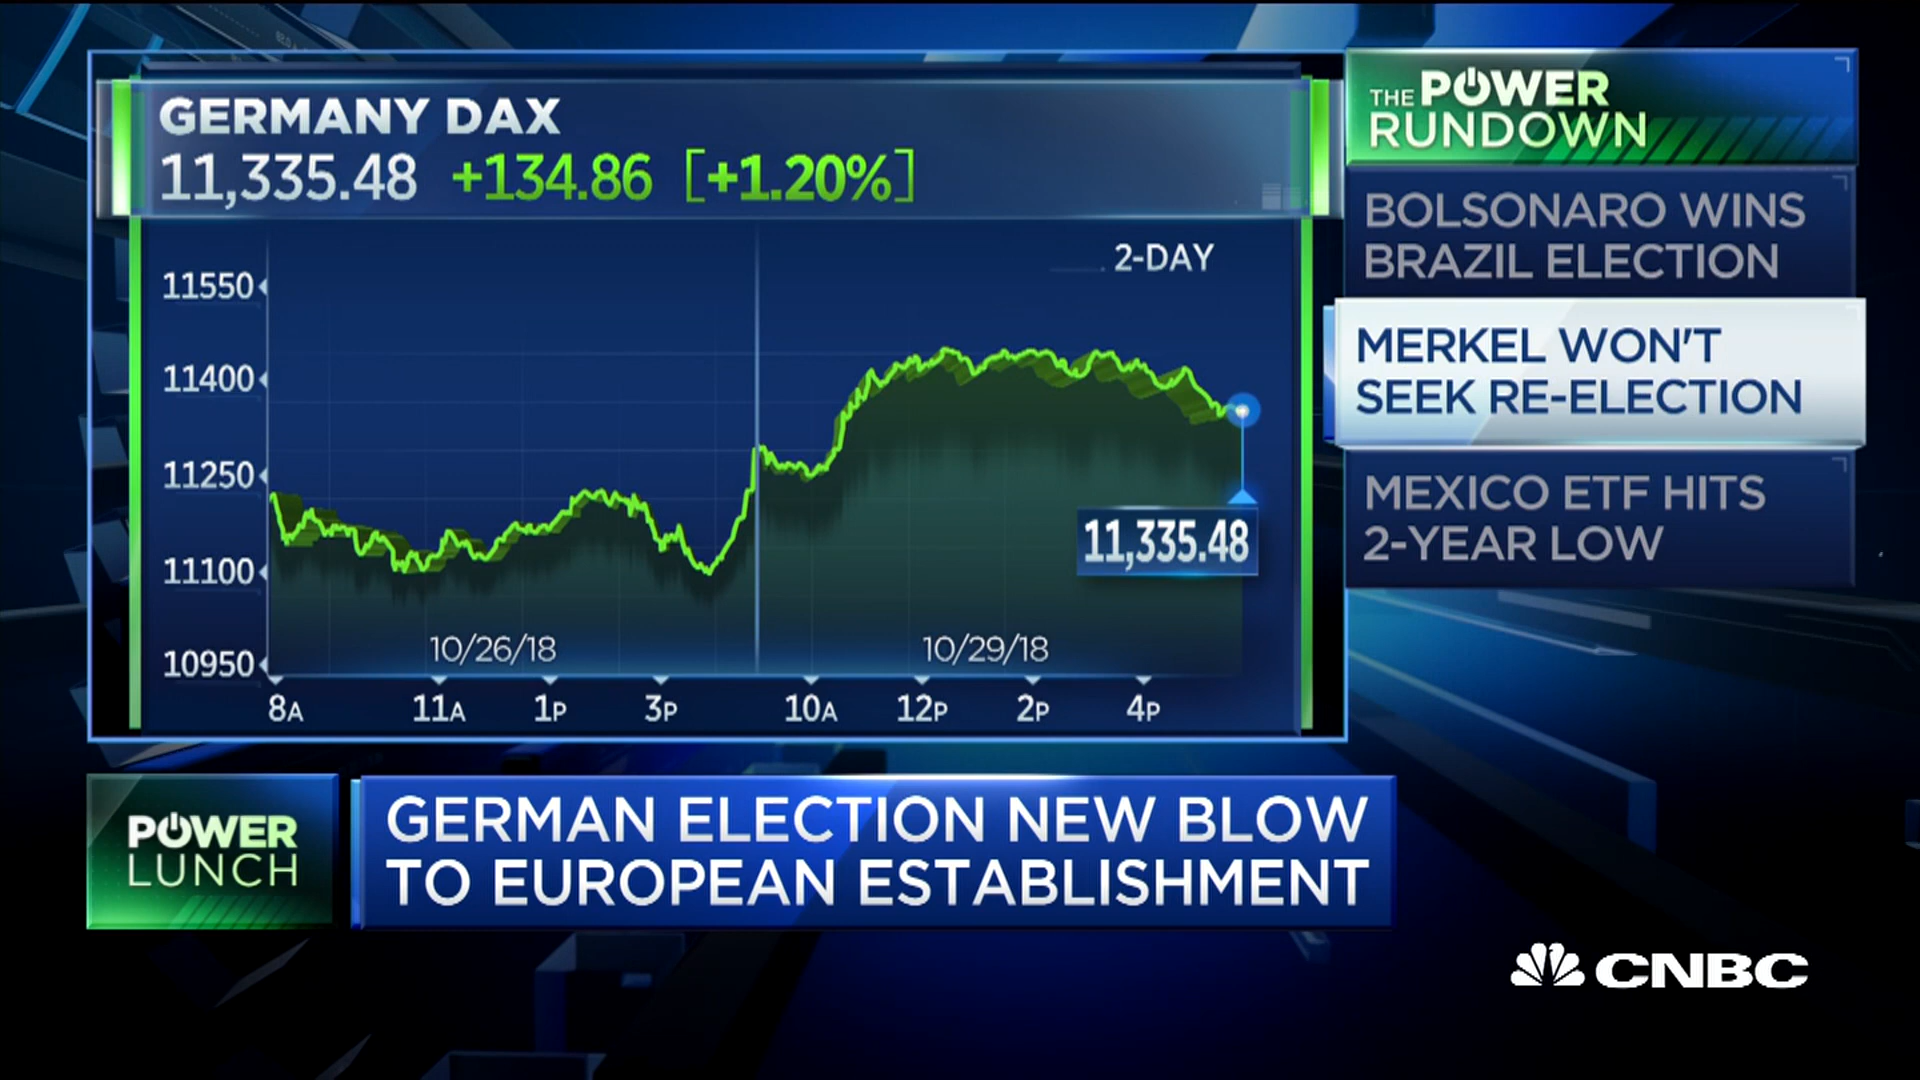 GERMANY DAX
11,335.48 +134.86 [+1.20%]
2-DAY
11550
11400
11250
11100
10950
11,335.48
10/26/18 10/29/18
8A 11A 1P 3P 10A 12P 2P 4P
THE POWER
RUNDOWN
BOLSONARO WINS
BRAZIL ELECTION
MERKEL WON'T
SEEK RE-ELECTION
MEXICO ETF HITS
2-YEAR LOW
POWER
LUNCH
GERMAN ELECTION NEW BLOW
TO EUROPEAN ESTABLISHMENT
CNBC